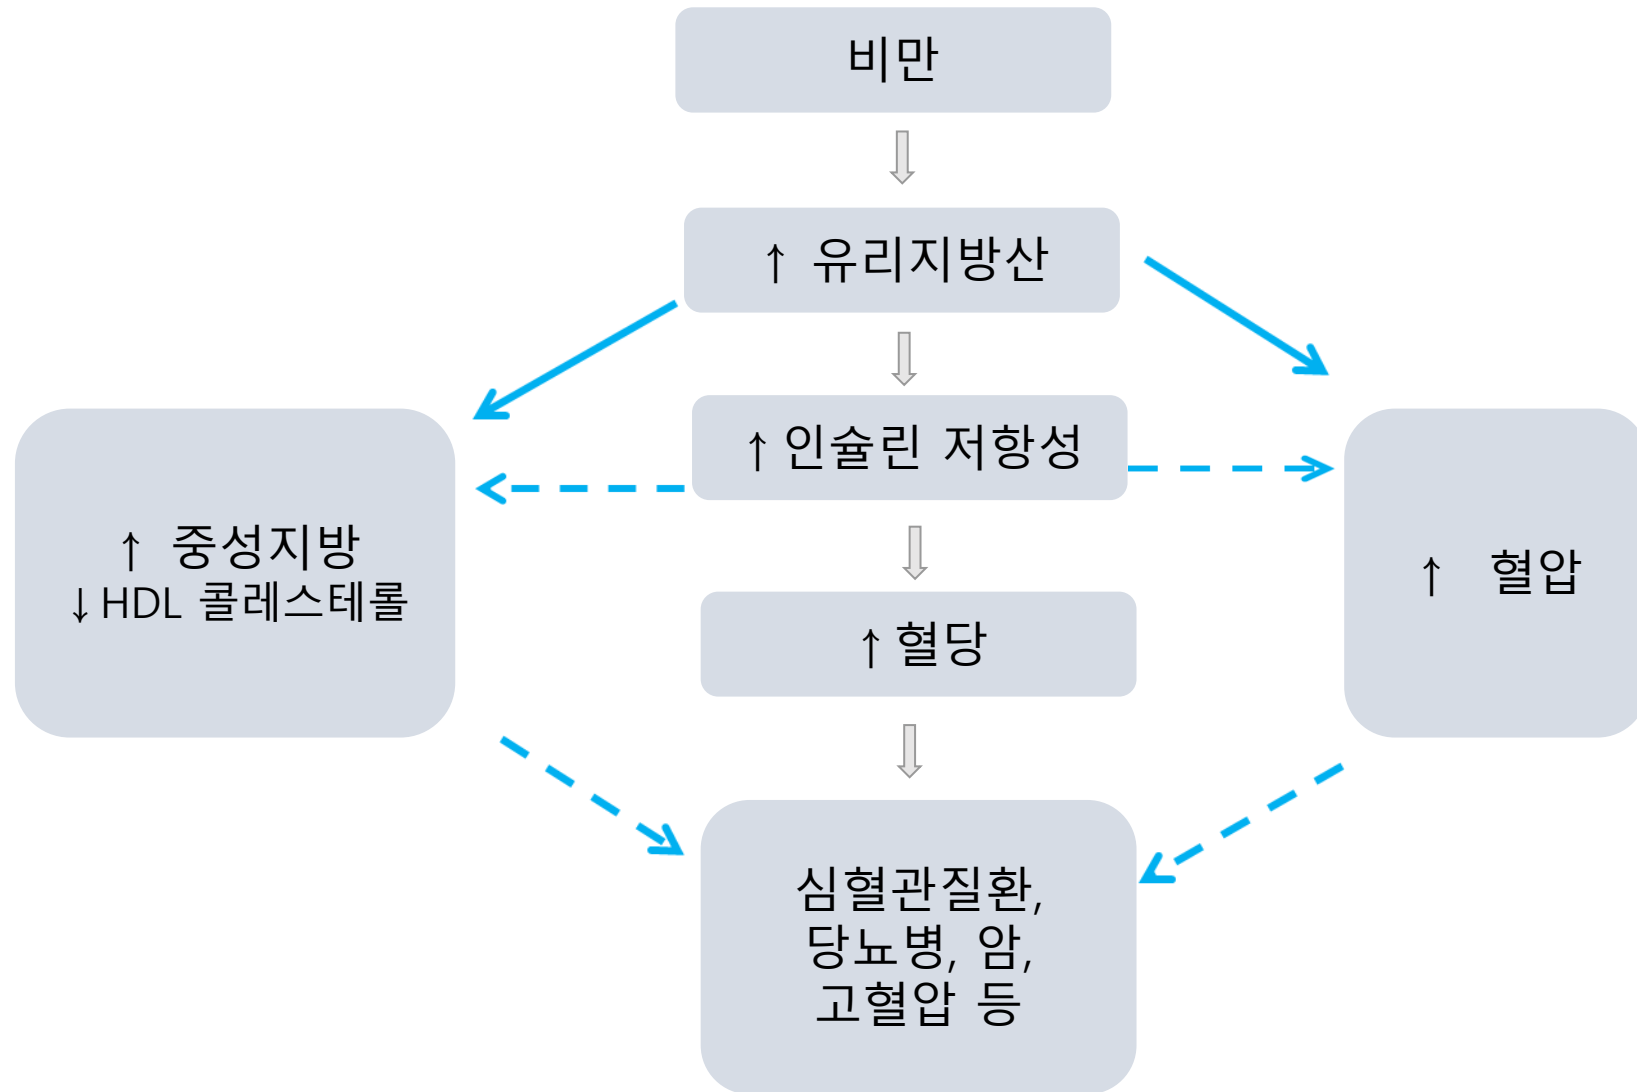 비만
↑ 유리지방산
↑ 인슐린 저항성
↑ 중성지방
↓ HDL 콜레스테롤
↑ 혈압
↑ 혈당
심혈관질환,
당뇨병, 암,
고혈압 등